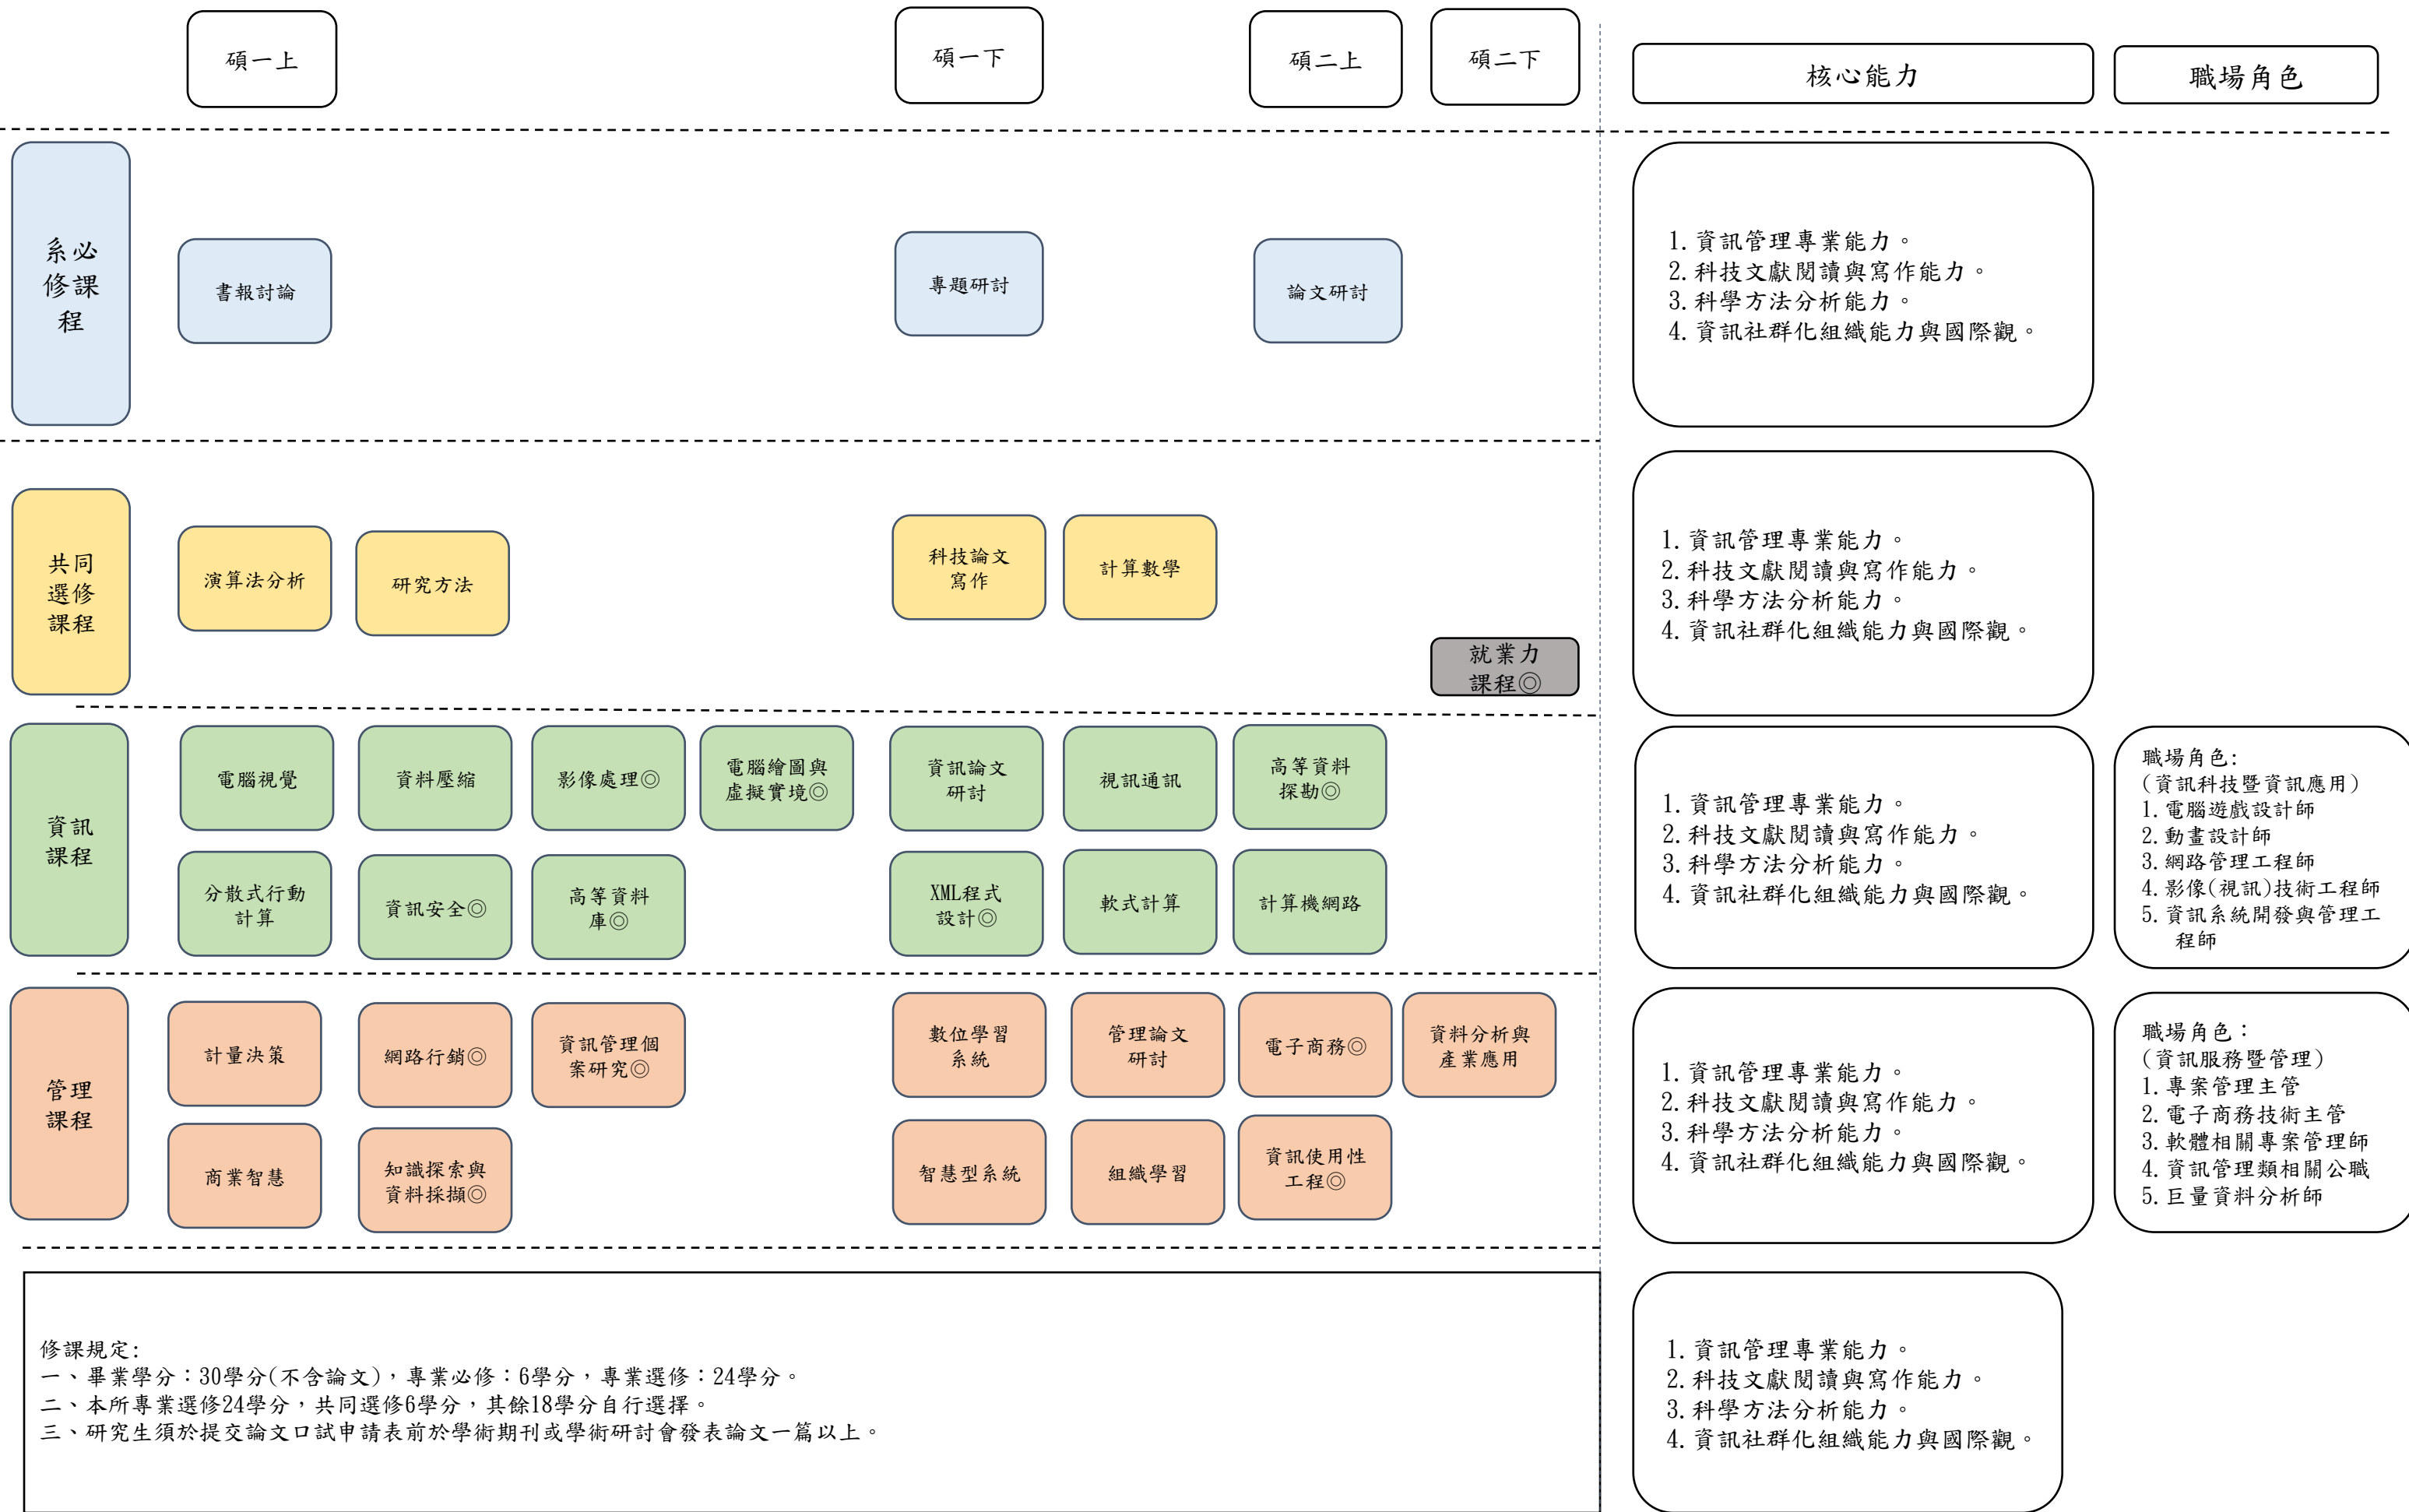 碩一上
碩一下
碩二上
碩二下
核心能力
職場角色
系必
修課
程
書報討論
專題研討
論文研討
1.資訊管理專業能力。
2.科技文獻閱讀與寫作能力。
3.科學方法分析能力。
4.資訊社群化組織能力與國際觀。
共同
選修
課程
演算法分析
研究方法
科技論文
寫作
計算數學
就業力
課程◎
1.資訊管理專業能力。
2.科技文獻閱讀與寫作能力。
3.科學方法分析能力。
4.資訊社群化組織能力與國際觀。
資訊
課程
電腦視覺
資料壓縮
影像處理◎
電腦繪圖與
虛擬實境◎
資訊論文
研討
視訊通訊
高等資料
探勘◎
分散式行動
計算
資訊安全◎
高等資料
庫◎
XML程式
設計◎
軟式計算
計算機網路
1.資訊管理專業能力。
2.科技文獻閱讀與寫作能力。
3.科學方法分析能力。
4.資訊社群化組織能力與國際觀。
職場角色:
(資訊科技暨資訊應用)
1.電腦遊戲設計師
2.動畫設計師
3.網路管理工程師
4.影像(視訊)技術工程師
5.資訊系統開發與管理工
程師
管理
課程
計量決策
網路行銷◎
資訊管理個
案研究◎
數位學習
系統
管理論文
研討
電子商務◎
資料分析與
產業應用
商業智慧
知識探索與
資料採擷◎
智慧型系統
組織學習
資訊使用性
工程◎
1.資訊管理專業能力。
2.科技文獻閱讀與寫作能力。
3.科學方法分析能力。
4.資訊社群化組織能力與國際觀。
職場角色：
(資訊服務暨管理)
1.專案管理主管
2.電子商務技術主管
3.軟體相關專案管理師
4.資訊管理類相關公職
5.巨量資料分析師
修課規定:
一、畢業學分：30學分(不含論文)，專業必修：6學分，專業選修：24學分。
二、本所專業選修24學分，共同選修6學分，其餘18學分自行選擇。
三、研究生須於提交論文口試申請表前於學術期刊或學術研討會發表論文一篇以上。
1.資訊管理專業能力。
2.科技文獻閱讀與寫作能力。
3.科學方法分析能力。
4.資訊社群化組織能力與國際觀。